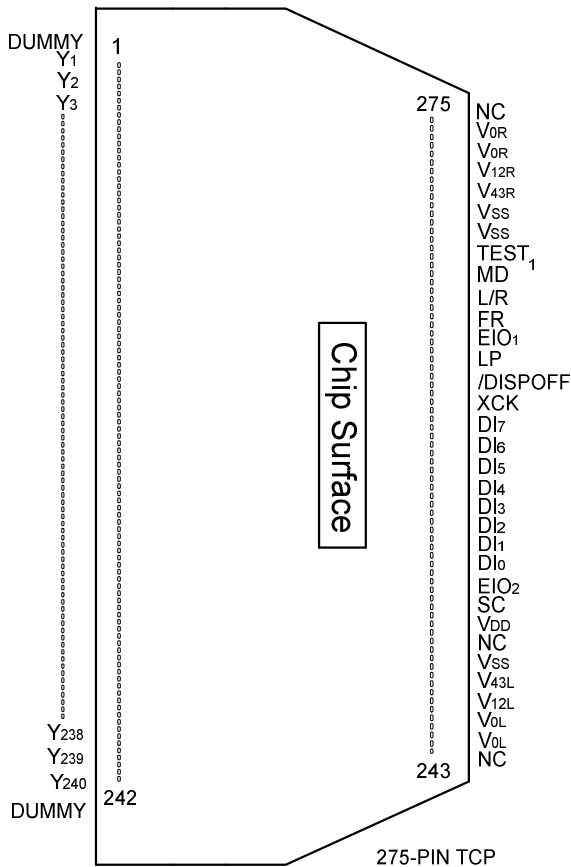 DUMMY
Y1
Y2
Y3
Y238
Y239
Y240
DUMMY
1
242
Chip Surface
275
243
NC
V0R
V0R
V12R
V43R
VSS
VSS
TEST1
MD
L/R
FR
EIO1
LP
/DISPOFF
XCK
DI7
DI6
DI5
DI4
DI3
DI2
DI1
DI0
EIO2
SC
VDD
NC
VSS
V43L
V12L
V0L
V0L
NC
275-PIN TCP